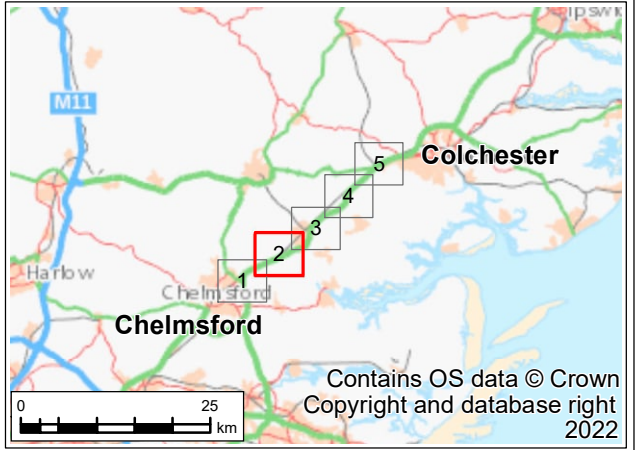 ipswi
M11
5
Colchester
4
3
2
Harlow
1
Chelmsford
Chelmsford
Contains OS data © Crown
Copyright and database right
2022
0 25
km